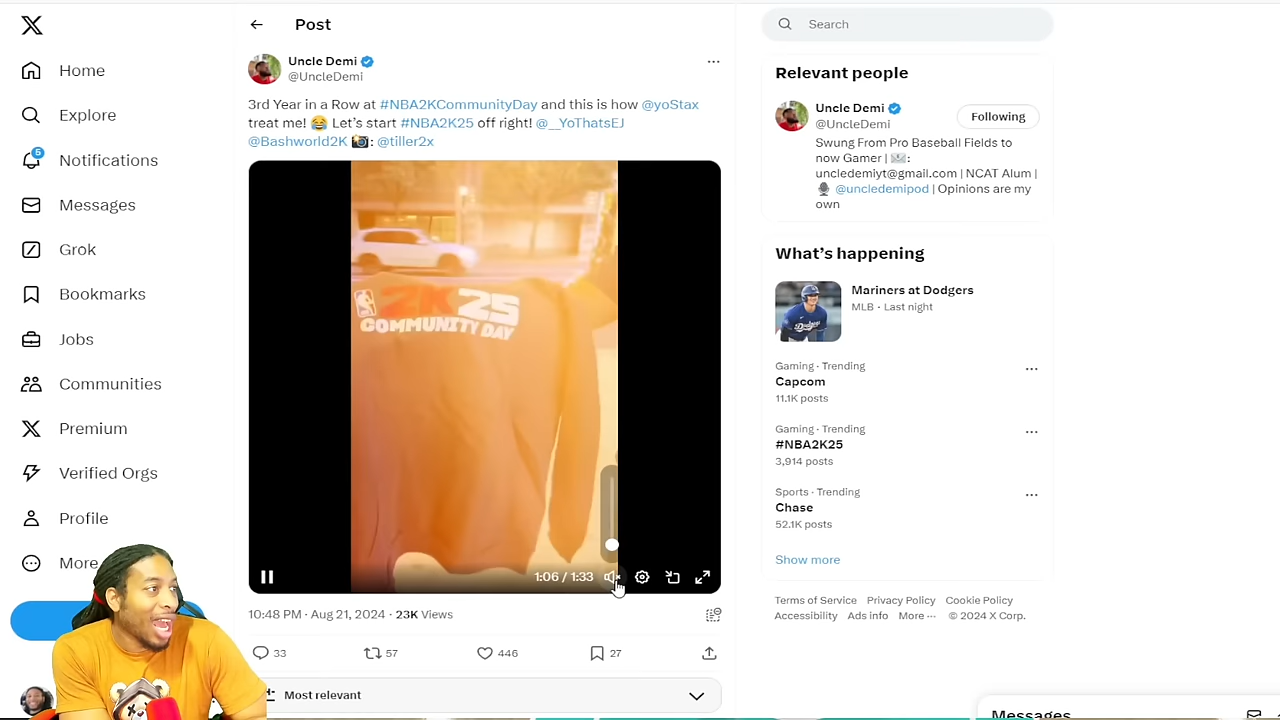 Post
Search
Home
Explore
5
Notifications
Messages
Grok
Bookmarks
Jobs
Communities
Premium
Verified Orgs
Profile
More
Uncle Demi
@UncleDemi
3rd Year in a Row at #NBA2KCommunityDay and this is how @yoStax
treat me! 😂 Let's start #NBA2K25 off right! @__YoThatsEJ
@Bashworld2K 📸: @tiller2x
2K25
COMMUNITY DAY
1:06 / 1:33
10:48 PM · Aug 21, 2024 · 23K Views
33
57
446
27
Most relevant
Relevant people
Uncle Demi
@UncleDemi
Following
Swung From Pro Baseball Fields to
now Gamer | 📧:
uncledemiyt@gmail.com | NCAT Alum |
🎙 @uncledemipod | Opinions are my
own
What's happening
Mariners at Dodgers
MLB · Last night
Gaming · Trending
Capcom
11.1K posts
Gaming · Trending
#NBA2K25
3,914 posts
Sports · Trending
Chase
52.1K posts
Show more
Terms of Service Privacy Policy Cookie Policy
Accessibility Ads info More ··· © 2024 X Corp.
Messages